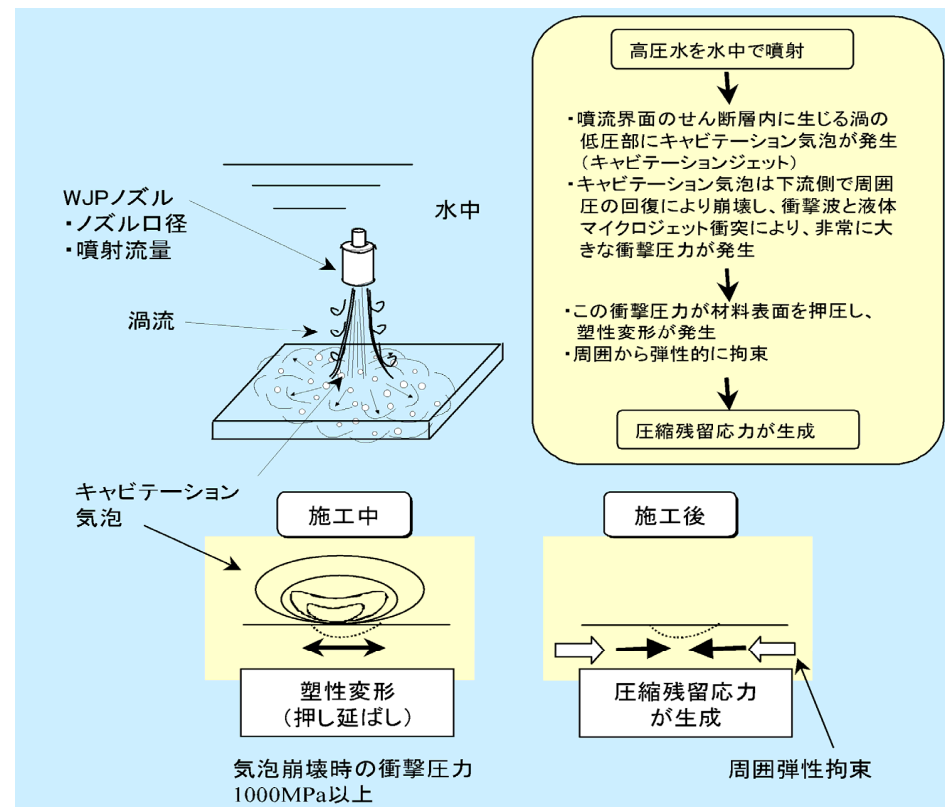 高圧水を水中で噴射
・噴流界面のせん断層内に生じる渦の
低圧部にキャビテーション気泡が発生
（キャビテーションジェット）
・キャビテーション気泡は下流側で周囲
圧の回復により崩壊し、衝撃波と液体
マイクロジェット衝突により、非常に大
きな衝撃圧力が発生
・この衝撃圧力が材料表面を押圧し、
塑性変形が発生
・周囲から弾性的に拘束
圧縮残留応力が生成
WJPノズル
・ノズル口径
・噴射流量
水中
渦流
キャビテーション
気泡
施工中
塑性変形
（押し延ばし）
気泡崩壊時の衝撃圧力
1000MPa以上
施工後
圧縮残留応力
が生成
周囲弾性拘束